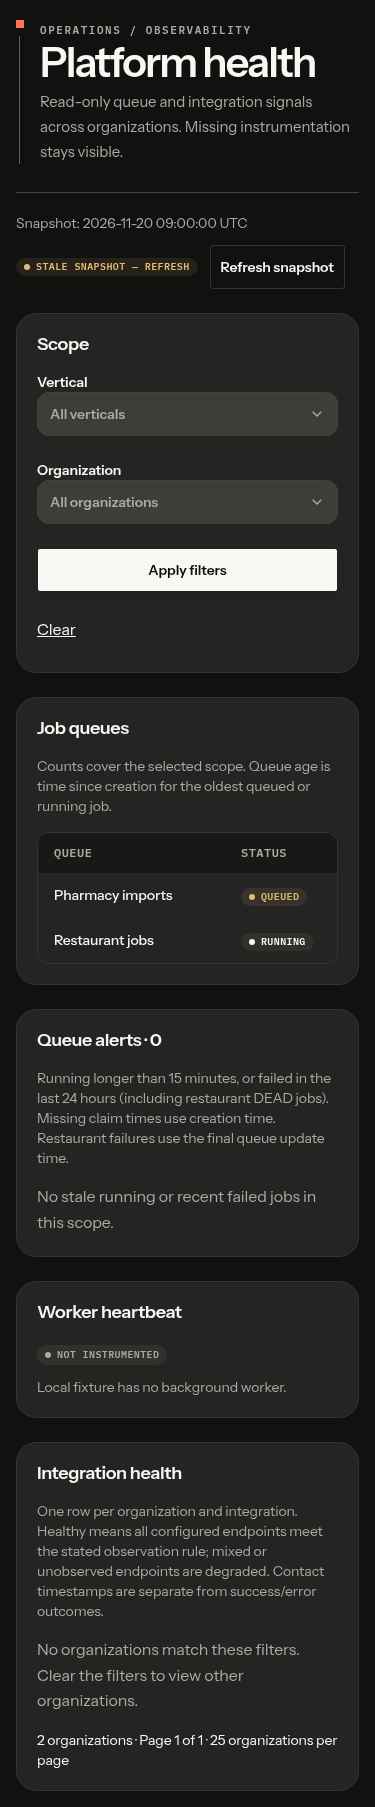 OPERATIONS / OBSERVABILITY
Platform health
Read-only queue and integration signals
across organizations. Missing instrumentation
stays visible.
Snapshot: 2026-11-20 09:00:00 UTC
STALE SNAPSHOT — REFRESH
Refresh snapshot
Scope
Vertical
All verticals
Organization
All organizations
Apply filters
Clear
Job queues
Counts cover the selected scope. Queue age is
time since creation for the oldest queued or
running job.
QUEUE STATUS
Pharmacy imports QUEUED
Restaurant jobs RUNNING
Queue alerts · 0
Running longer than 15 minutes, or failed in the
last 24 hours (including restaurant DEAD jobs).
Missing claim times use creation time.
Restaurant failures use the final queue update
time.
No stale running or recent failed jobs in
this scope.
Worker heartbeat
NOT INSTRUMENTED
Local fixture has no background worker.
Integration health
One row per organization and integration.
Healthy means all configured endpoints meet
the stated observation rule; mixed or
unobserved endpoints are degraded. Contact
timestamps are separate from success/error
outcomes.
No organizations match these filters.
Clear the filters to view other
organizations.
2 organizations · Page 1 of 1 · 25 organizations per
page